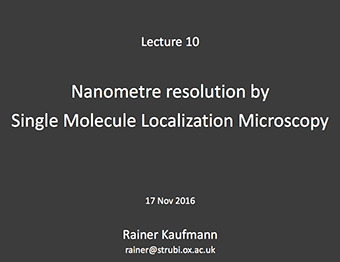 Lecture 10
Nanometre resolution by
Single Molecule Localization Microscopy
17 Nov 2016
Rainer Kaufmann
rainer@strubi.ox.ac.uk